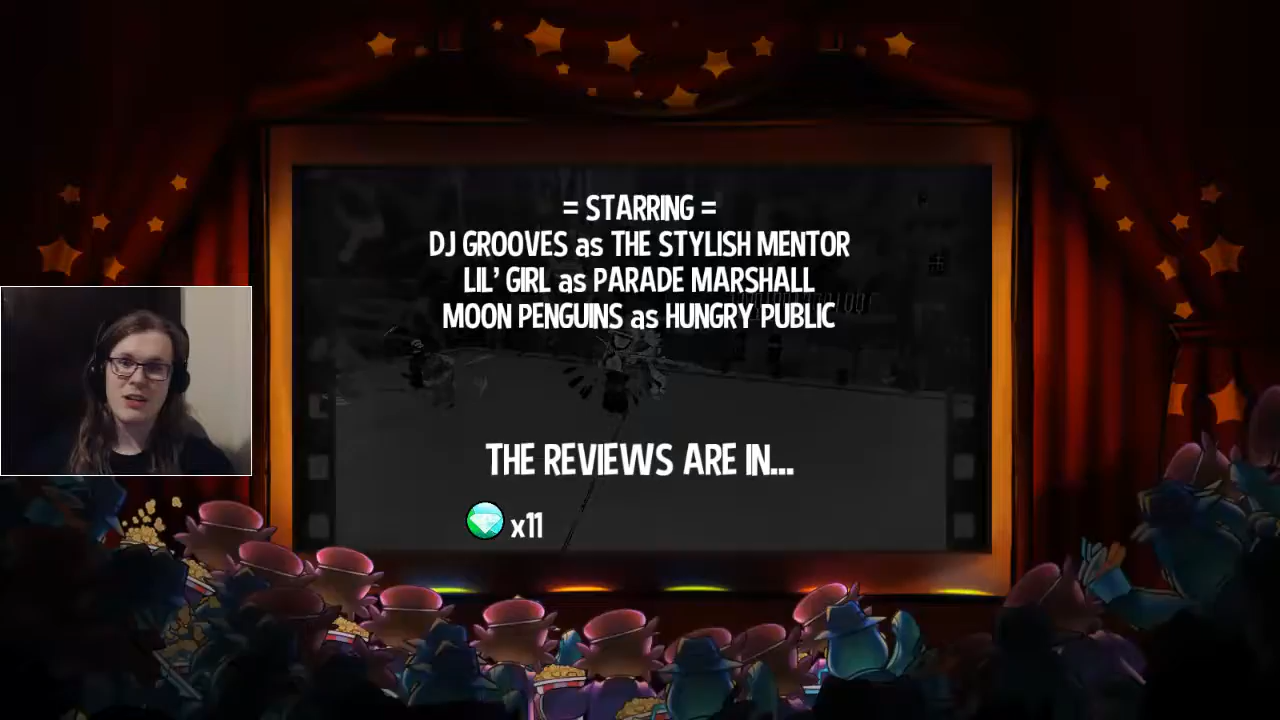 = STARRING =
DJ GROOVES as THE STYLISH MENTOR
LIL' GIRL as PARADE MARSHALL
MOON PENGUINS as HUNGRY PUBLIC
THE REVIEWS ARE IN...
x11